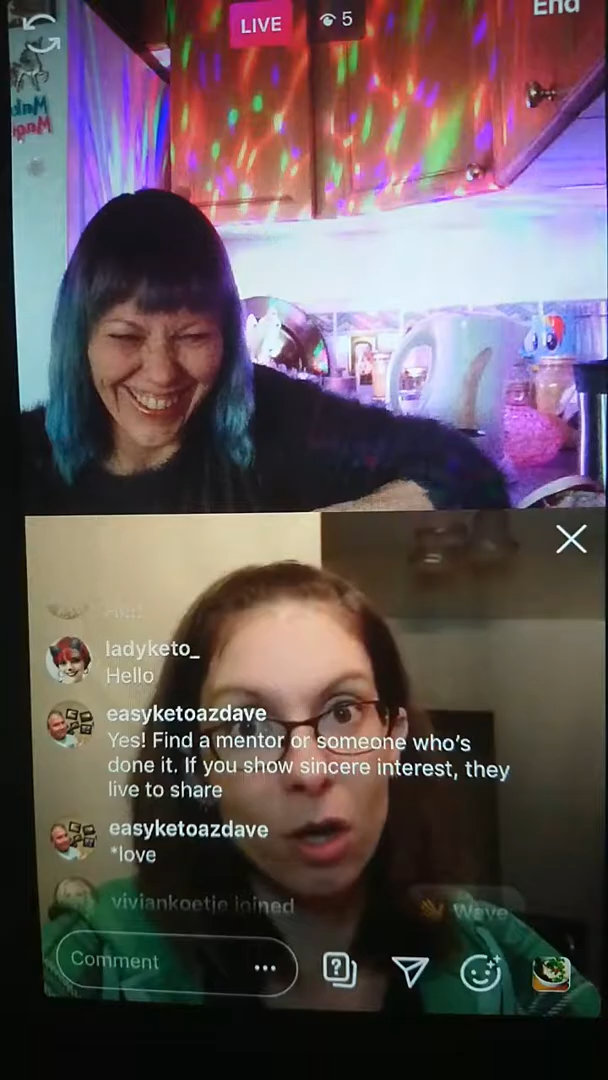 LIVE
5
End
ladyketo_
Hello
easyketoazdave
Yes! Find a mentor or someone who's
done it. If you show sincere interest, they
live to share
easyketoazdave
*love
viviankoetje joined
Wave
Comment